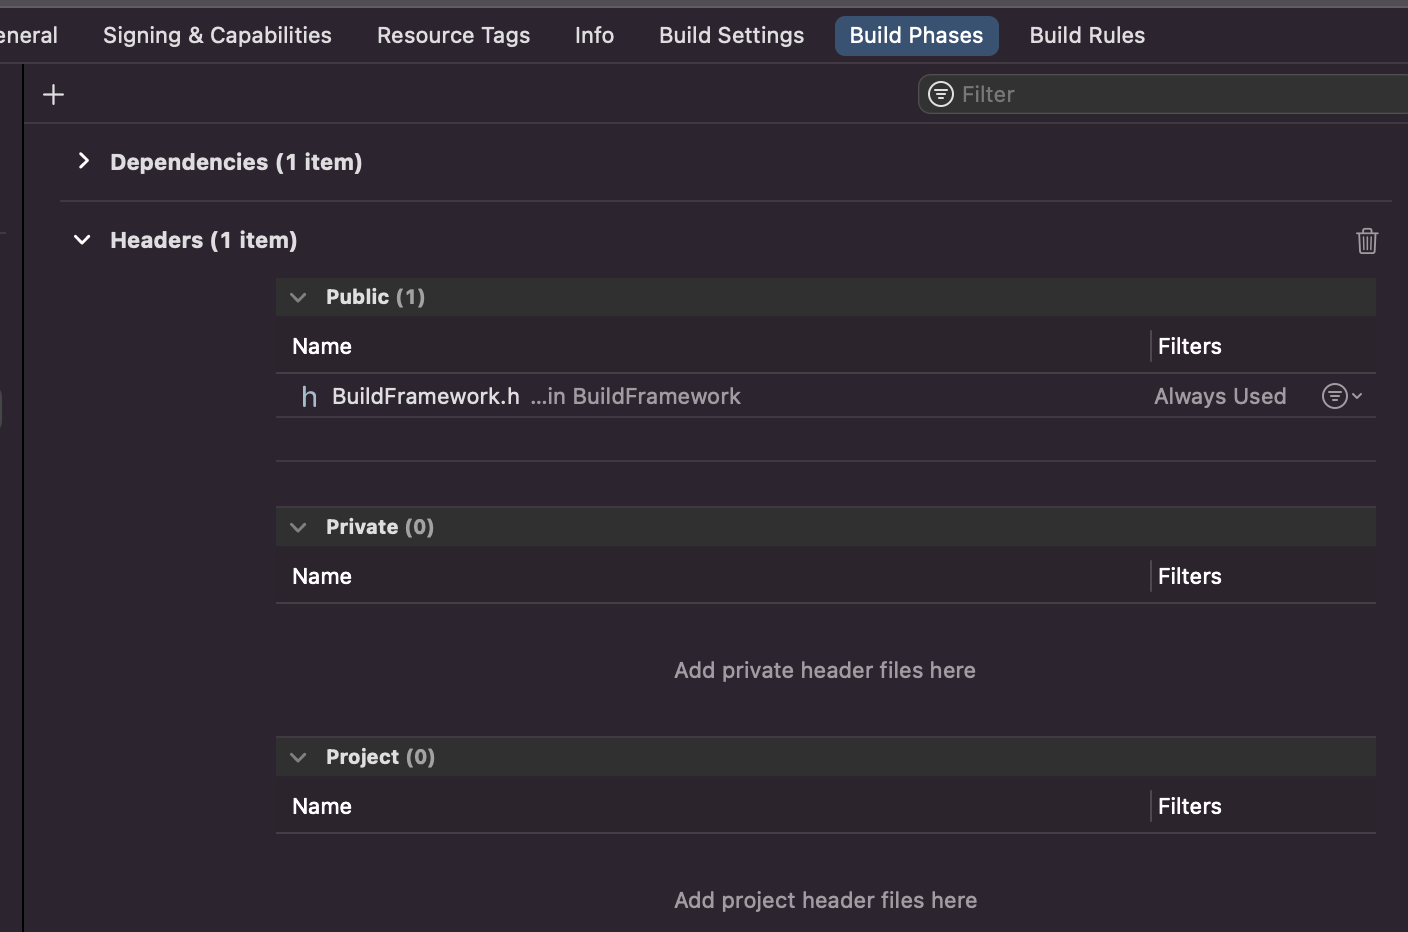 eneral Signing & Capabilities Resource Tags Info Build Settings Build Phases Build Rules
Filter
Dependencies (1 item)
Headers (1 item)
Public (1)
Name Filters
BuildFramework.h ...in BuildFramework Always Used
Private (0)
Name Filters
Add private header files here
Project (0)
Name Filters
Add project header files here